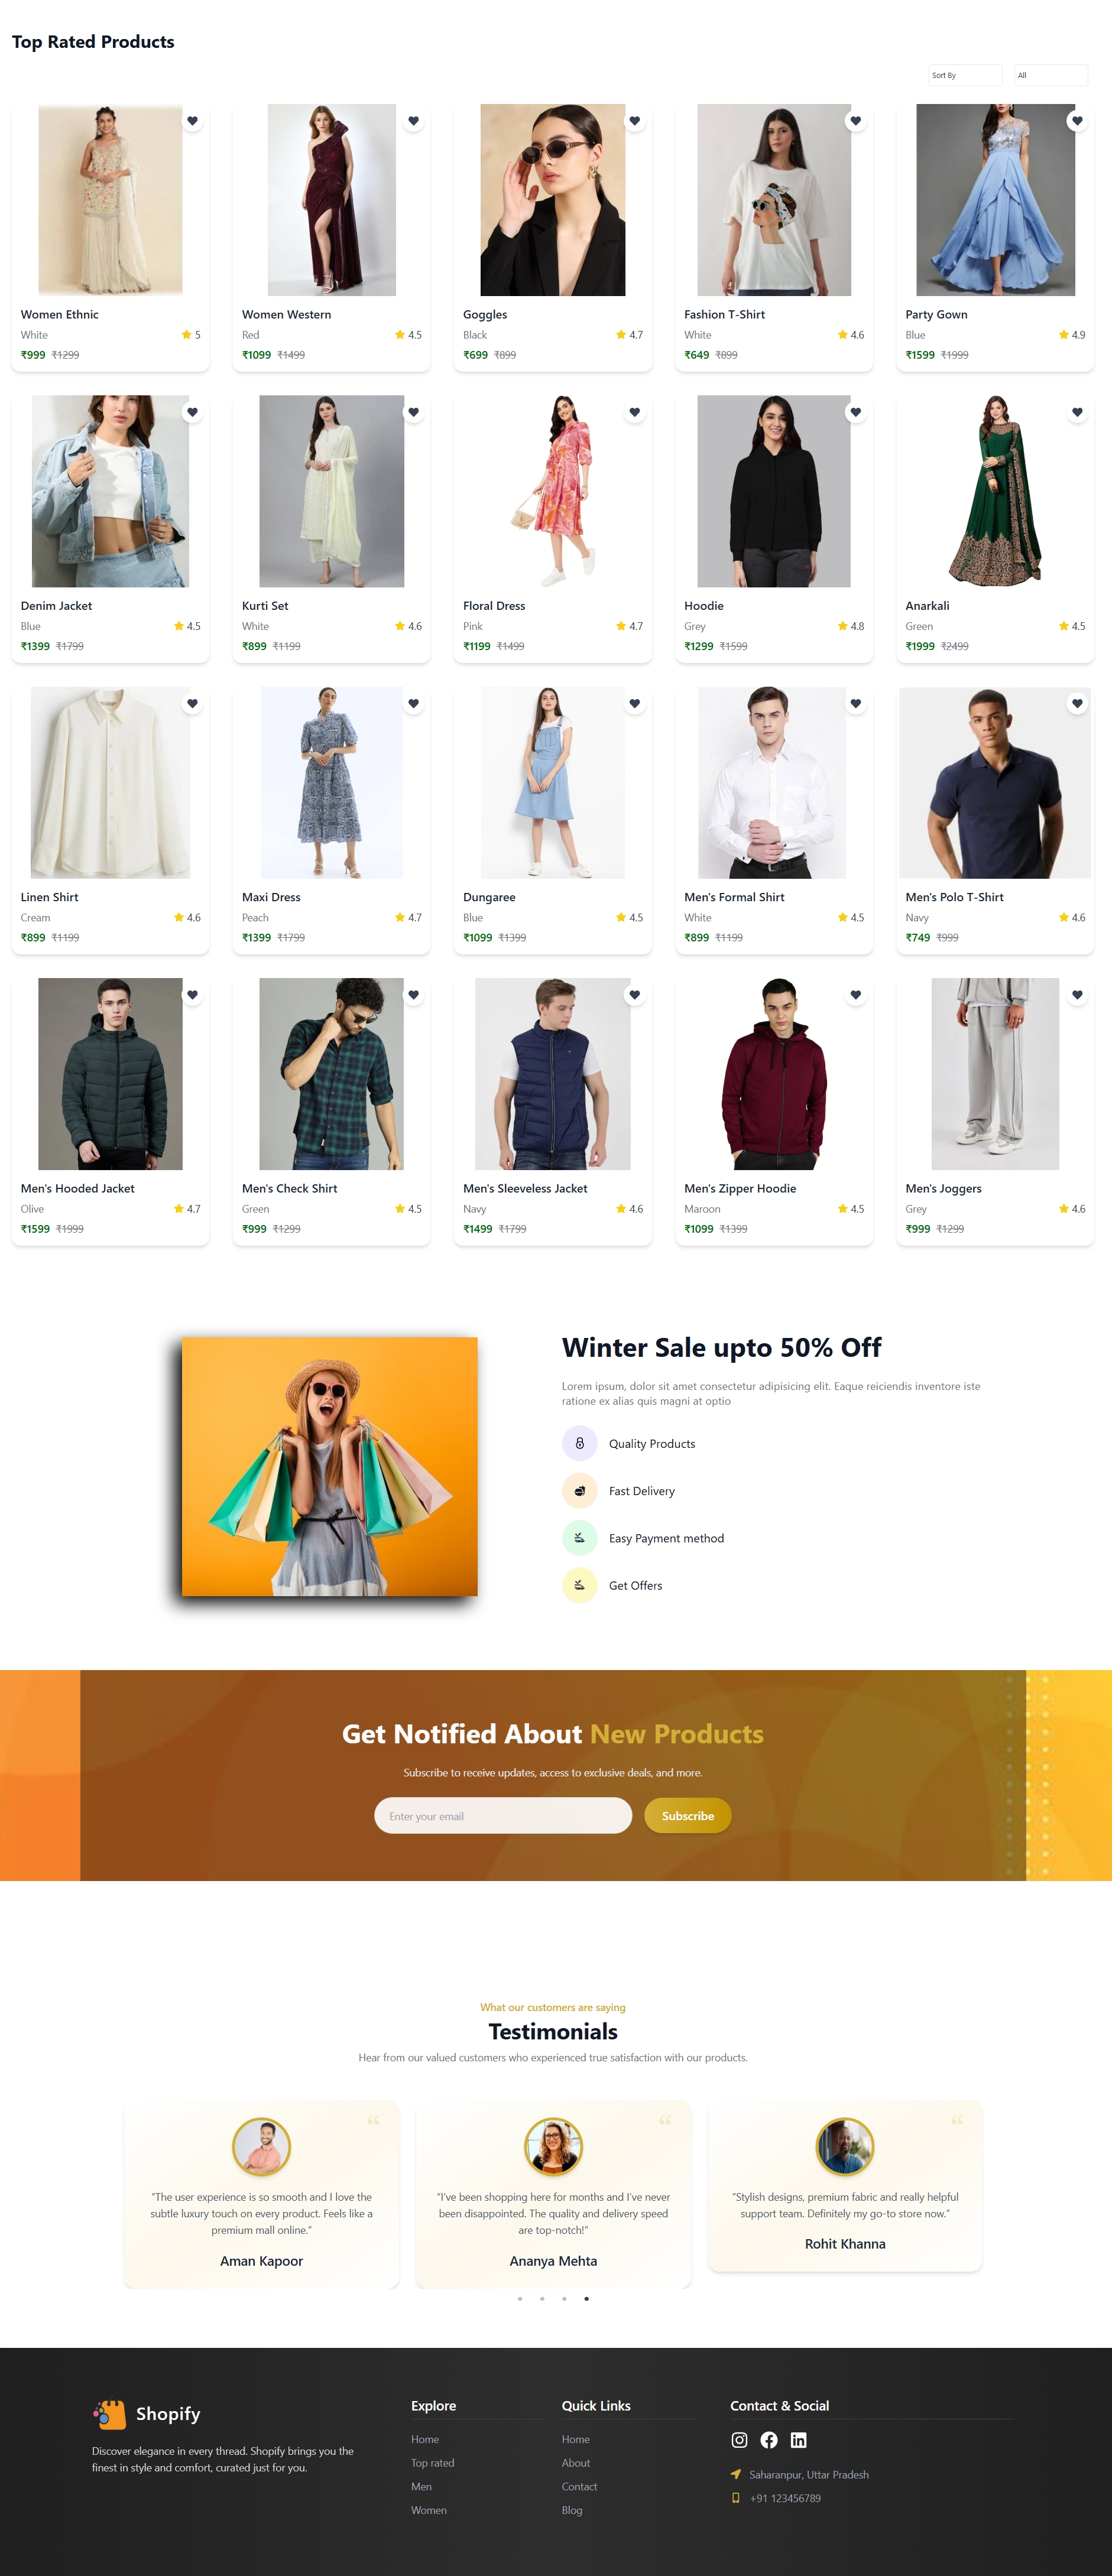 Top Rated Products
Sort By All
Women Ethnic
White 5
₹999 ₹1299
Women Western
Red 4.5
₹1099 ₹1499
Goggles
Black 4.7
₹699 ₹899
Fashion T-Shirt
White 4.6
₹649 ₹899
Party Gown
Blue 4.9
₹1599 ₹1999
Denim Jacket
Blue 4.5
₹1399 ₹1799
Kurti Set
White 4.6
₹899 ₹1199
Floral Dress
Pink 4.7
₹1199 ₹1499
Hoodie
Grey 4.8
₹1299 ₹1599
Anarkali
Green 4.5
₹1999 ₹2499
Linen Shirt
Cream 4.6
₹899 ₹1199
Maxi Dress
Peach 4.7
₹1399 ₹1799
Dungaree
Blue 4.5
₹1099 ₹1399
Men's Formal Shirt
White 4.5
₹899 ₹1199
Men's Polo T-Shirt
Navy 4.6
₹749 ₹999
Men's Hooded Jacket
Olive 4.7
₹1599 ₹1999
Men's Check Shirt
Green 4.5
₹999 ₹1299
Men's Sleeveless Jacket
Navy 4.6
₹1499 ₹1799
Men's Zipper Hoodie
Maroon 4.5
₹1099 ₹1399
Men's Joggers
Grey 4.6
₹999 ₹1299
Winter Sale upto 50% Off
Lorem ipsum, dolor sit amet consectetur adipisicing elit. Eaque reiciendis inventore iste
ratione ex alias quis magni at optio
Quality Products
Fast Delivery
Easy Payment method
Get Offers
Get Notified About New Products
Subscribe to receive updates, access to exclusive deals, and more.
Enter your email Subscribe
What our customers are saying
Testimonials
Hear from our valued customers who experienced true satisfaction with our products.
“
“The user experience is so smooth and I love the
subtle luxury touch on every product. Feels like a
premium mall online.”
Aman Kapoor
“
“I’ve been shopping here for months and I’ve never
been disappointed. The quality and delivery speed
are top-notch!”
Ananya Mehta
“
“Stylish designs, premium fabric and really helpful
support team. Definitely my go-to store now.”
Rohit Khanna
Shopify
Discover elegance in every thread. Shopify brings you the
finest in style and comfort, curated just for you.
Explore
Home
Top rated
Men
Women
Quick Links
Home
About
Contact
Blog
Contact & Social
Saharanpur, Uttar Pradesh
+91 123456789